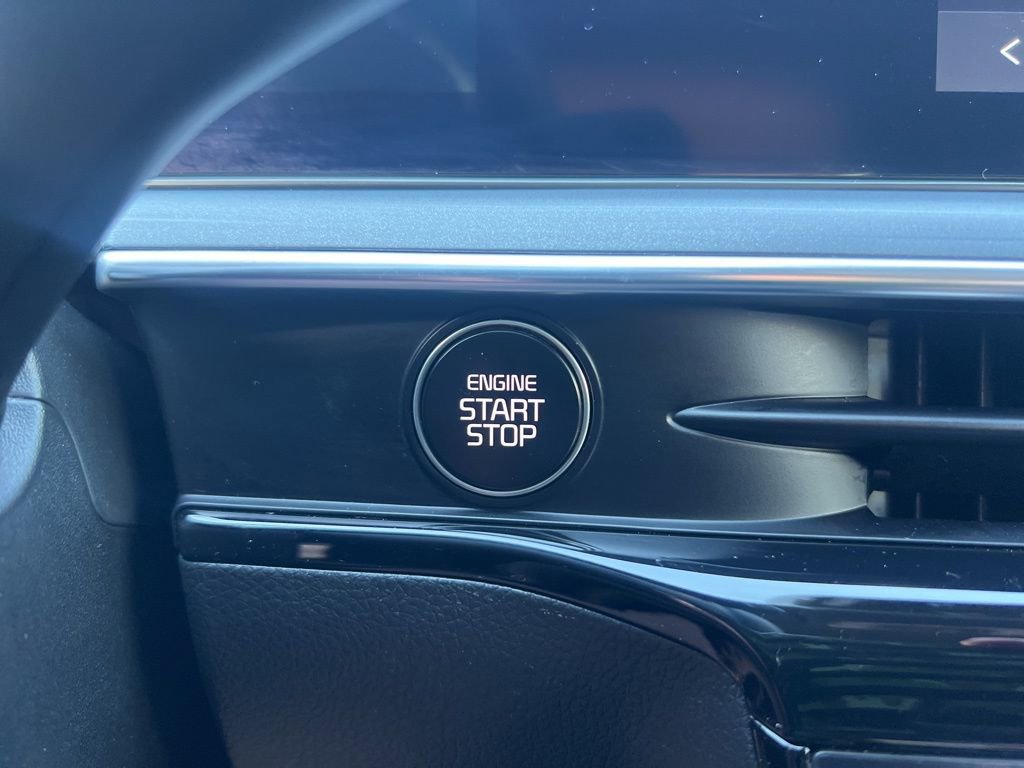 <
ENGINE
START
STOP